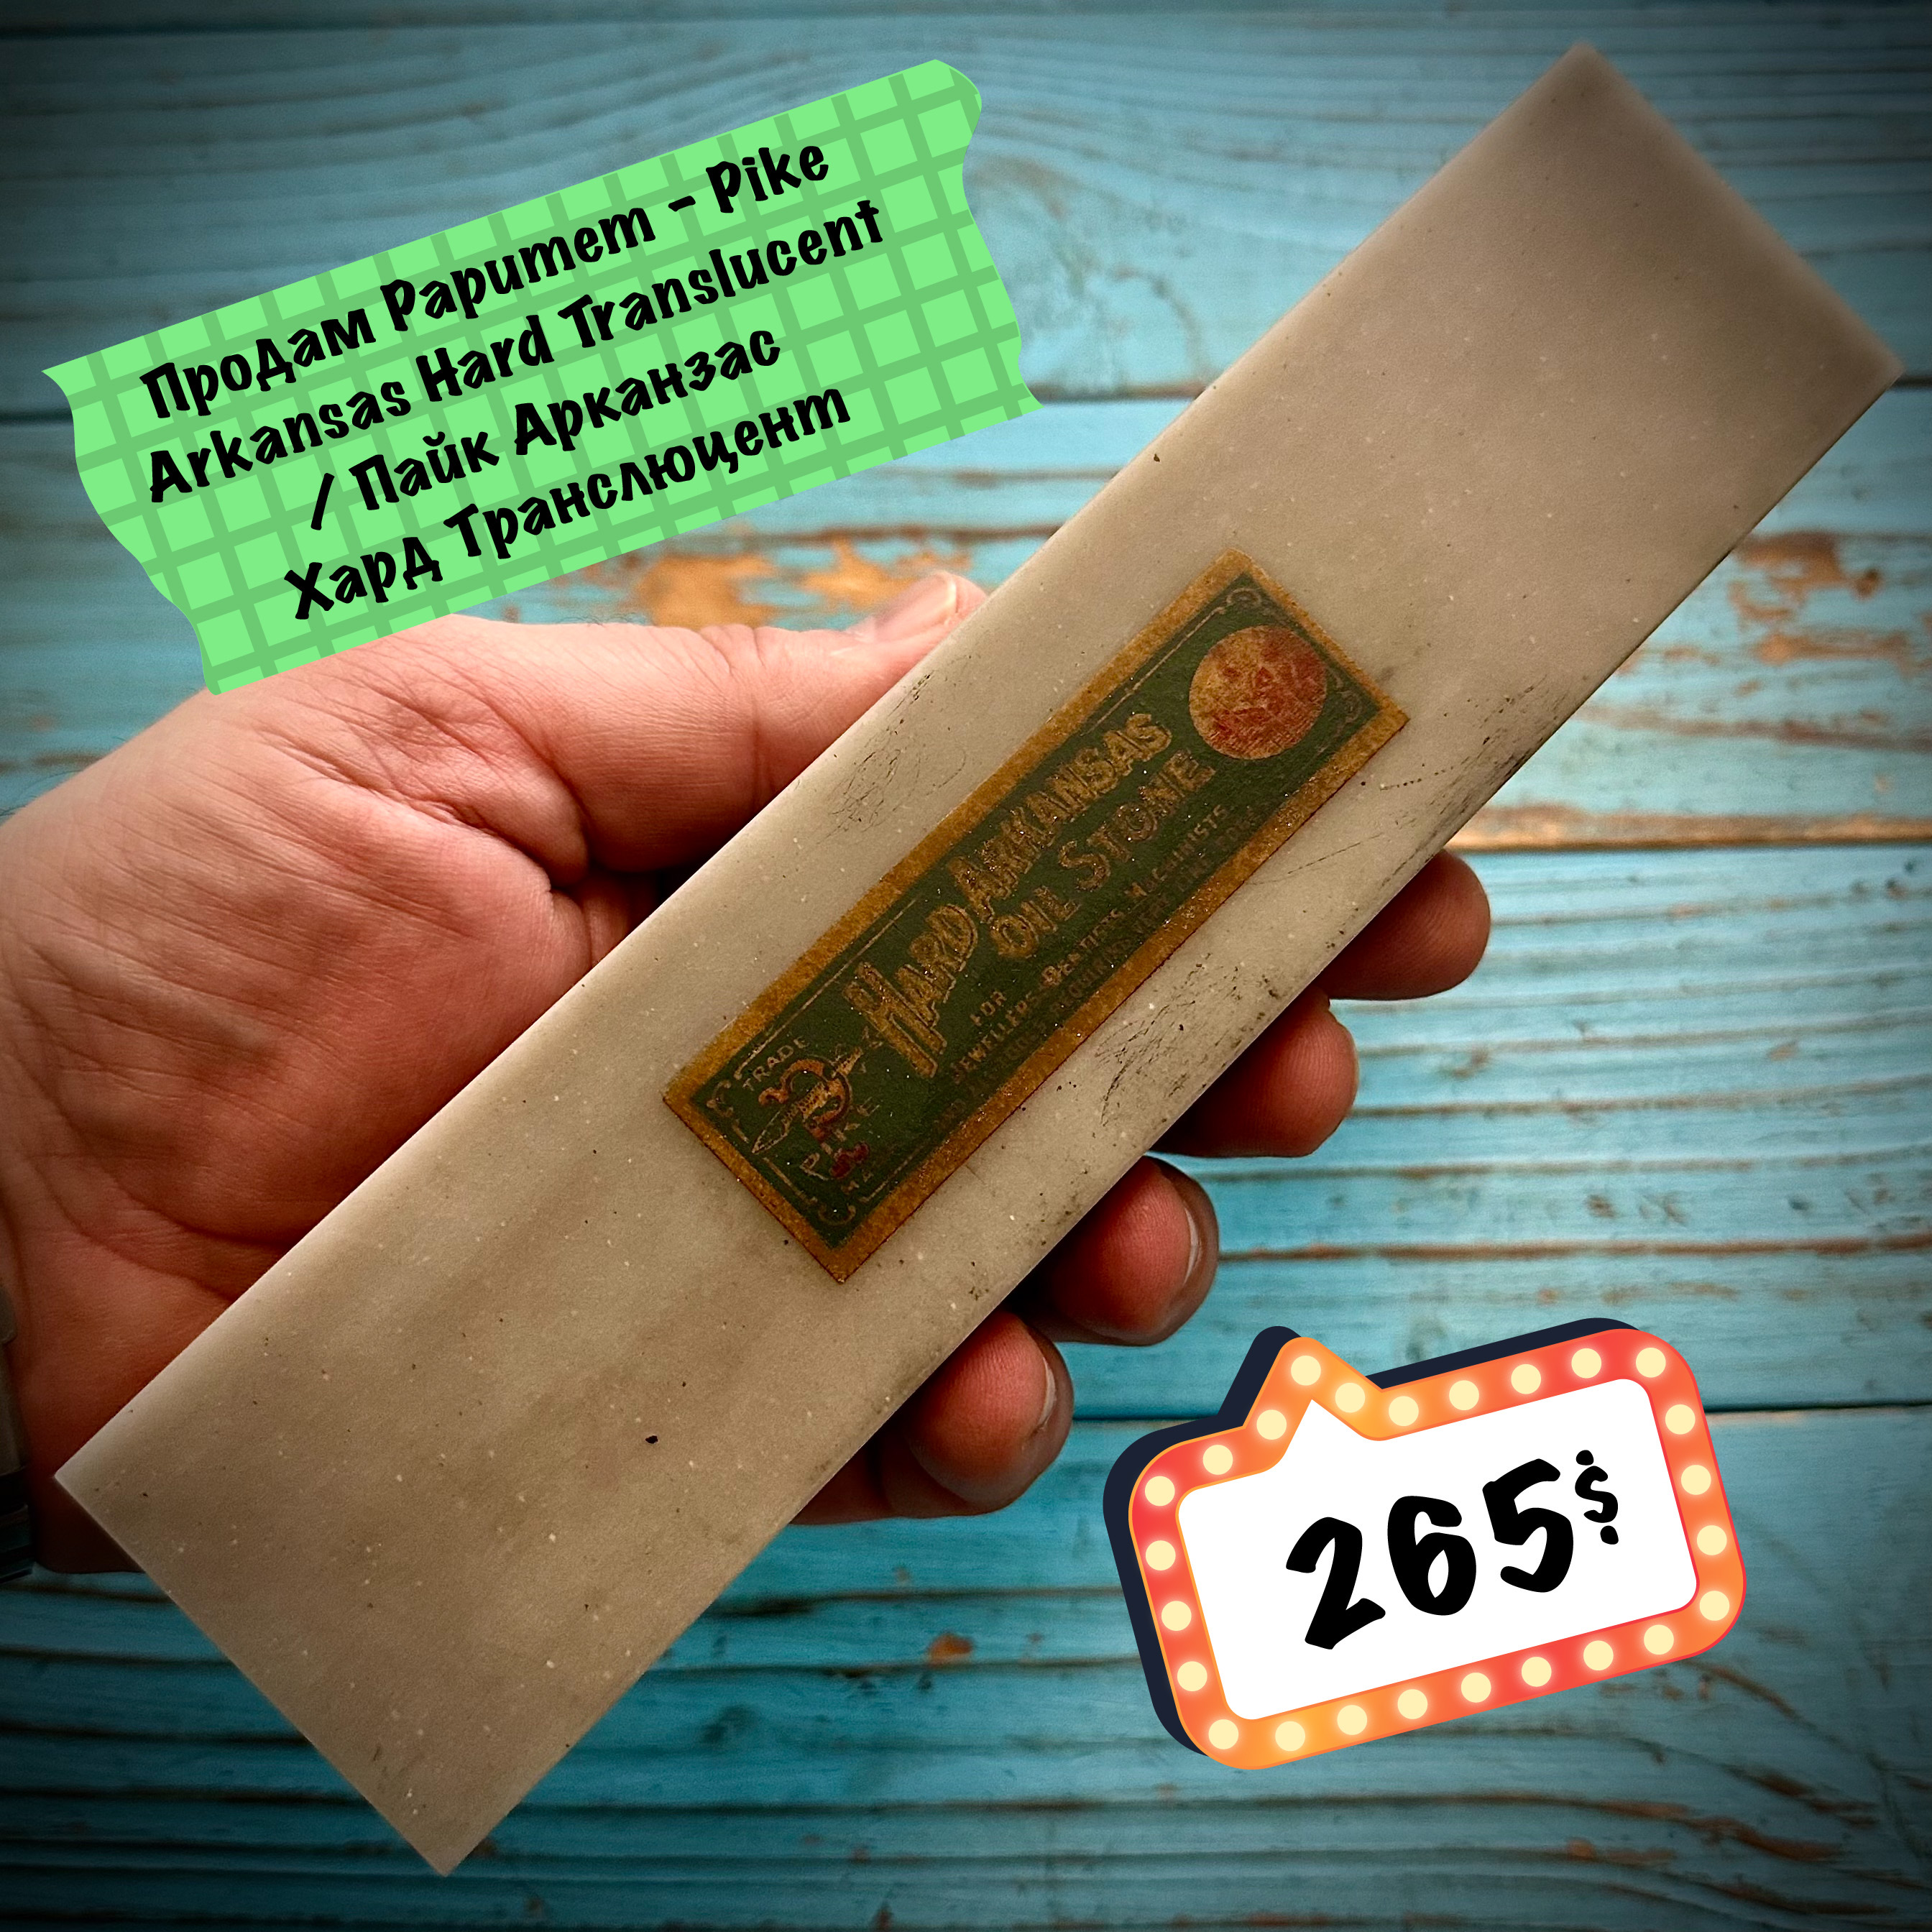 Продам Раритет - Pike
Arkansas Hard Translucent
/ Пайк Арканзас
Хард Транслюцент
HARD ARKANSAS
OIL STONE
FOR
JEWELLERS-DENTISTS, MACHINISTS
TRADE
PIKE
265$